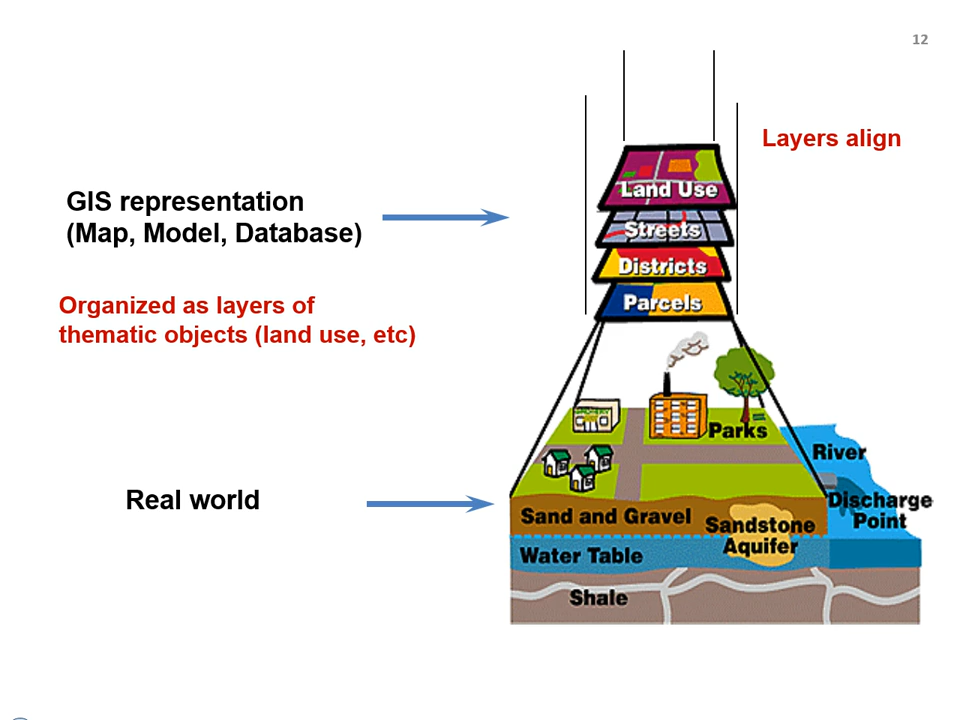 12
Layers align
GIS representation
(Map, Model, Database)
Organized as layers of
thematic objects (land use, etc)
Land Use
Streets
Districts
Parcels
Real world
Parks
River
Discharge
Point
Sand and Gravel
Sandstone
Aquifer
Water Table
Shale